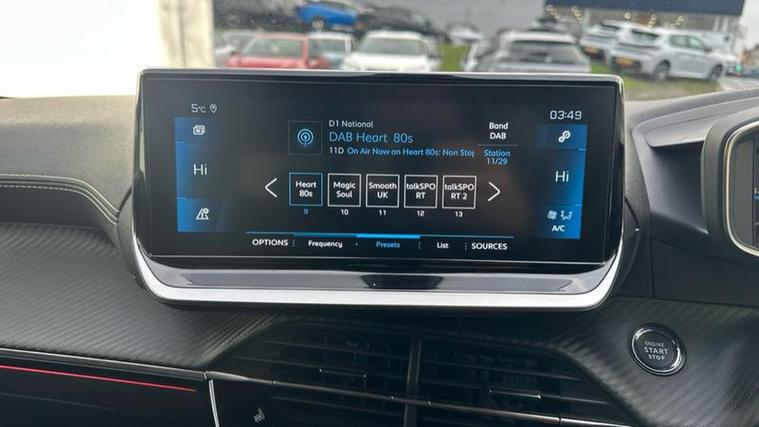 5°C
03:49
D1 National
DAB Heart 80s
11D On Air Now on Heart 80s: Non Stop
Band
DAB
Station
11/29
Hi
Hi
Heart 80s
Magic Soul
Smooth UK
talkSPO RT
talkSPO RT 2
9
10
11
12
13
A/C
OPTIONS
Frequency
Presets
List
SOURCES
ENGINE
START
STOP